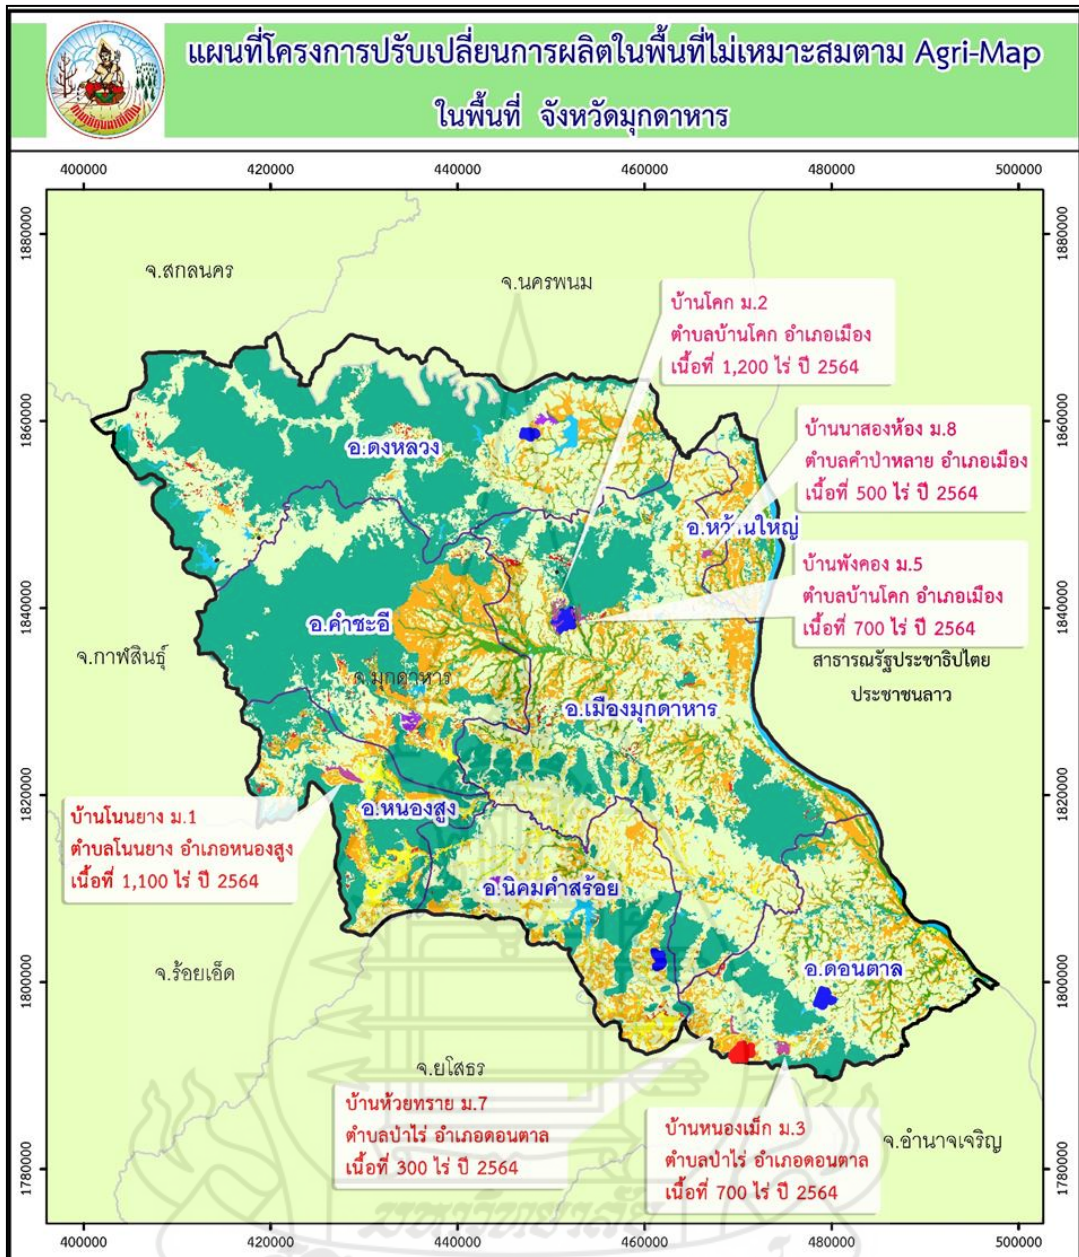 แผนที่โครงการปรับเปลี่ยนการผลิตในพื้นที่ไม่เหมาะสมตาม Agri-Map
ในพื้นที่ จังหวัดมุกดาหาร
400000 420000 440000 460000 480000 500000
1880000 1880000
จ.สกลนคร
จ.นครพนม
บ้านโคก ม.2
ตำบลบ้านโคก อำเภอเมือง
เนื้อที่ 1,200 ไร่ ปี 2564
1860000 1860000
อ.ดงหลวง
บ้านนาสองห้อง ม.8
ตำบลคำป่าหลาย อำเภอเมือง
เนื้อที่ 500 ไร่ ปี 2564
อ.หว้านใหญ่
บ้านพังคอง ม.5
ตำบลบ้านโคก อำเภอเมือง
เนื้อที่ 700 ไร่ ปี 2564
1840000 1840000
อ.คำชะอี
จ.กาฬสินธุ์
จ.มุกดาหาร
สาธารณรัฐประชาธิปไตย
ประชาชนลาว
อ.เมืองมุกดาหาร
1820000 1820000
บ้านโนนยาง ม.1
ตำบลโนนยาง อำเภอหนองสูง
เนื้อที่ 1,100 ไร่ ปี 2564
อ.หนองสูง
อ.นิคมคำสร้อย
จ.ร้อยเอ็ด
อ.ดอนตาล
1800000 1800000
จ.ยโสธร
บ้านห้วยทราย ม.7
ตำบลป่าไร่ อำเภอดอนตาล
เนื้อที่ 300 ไร่ ปี 2564
บ้านหนองเม็ก ม.3
ตำบลป่าไร่ อำเภอดอนตาล
เนื้อที่ 700 ไร่ ปี 2564
จ.อำนาจเจริญ
1780000 1780000
มหาวิทยาลัย
400000 420000 440000 460000 480000 500000